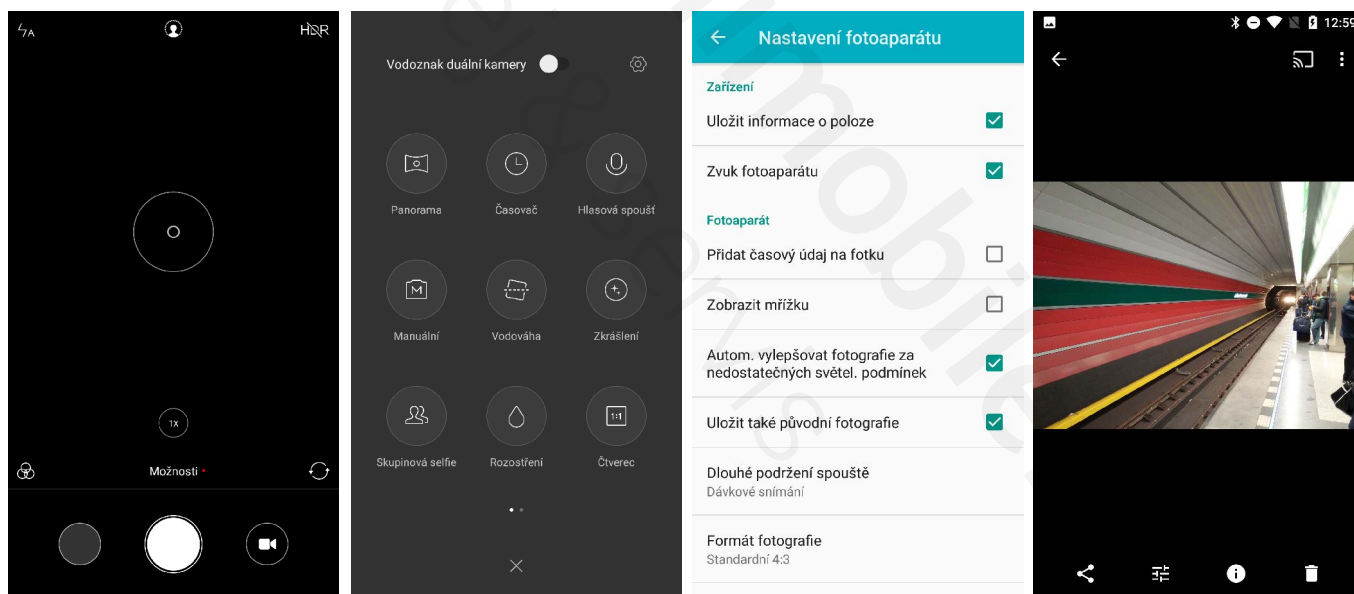 A
HDR
1X
Možnosti
Vodoznak duální kamery
Panorama
Časovač
Hlasová spoušť
M
Manuální
Vodováha
Zkrášlení
1:1
Skupinová selfie
Rozostření
Čtverec
Nastavení fotoaparátu
Zařízení
Uložit informace o poloze
Zvuk fotoaparátu
Fotoaparát
Přidat časový údaj na fotku
Zobrazit mřížku
Autom. vylepšovat fotografie za
nedostatečných světel. podmínek
Uložit také původní fotografie
Dlouhé podržení spouště
Dávkové snímání
Formát fotografie
Standardní 4:3
12:59